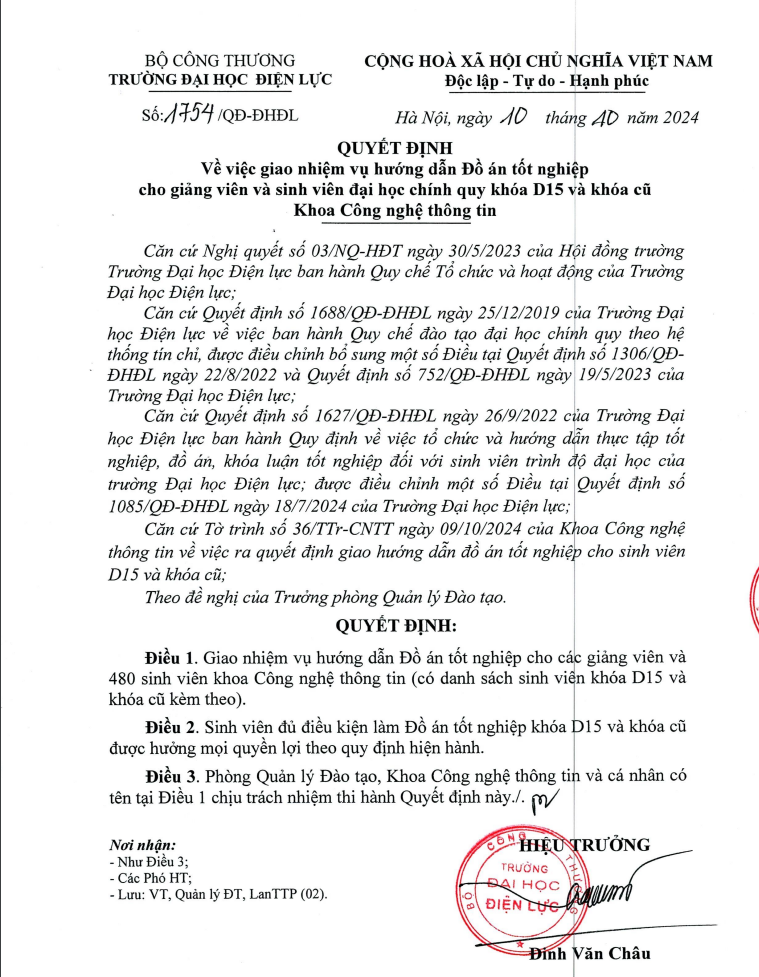 BỘ CÔNG THƯƠNG
TRƯỜNG ĐẠI HỌC ĐIỆN LỰC
CỘNG HOÀ XÃ HỘI CHỦ NGHĨA VIỆT NAM
Độc lập - Tự do - Hạnh phúc
Số: 1754 /QĐ-ĐHĐL
Hà Nội, ngày 10 tháng 10 năm 2024
QUYẾT ĐỊNH
Về việc giao nhiệm vụ hướng dẫn Đồ án tốt nghiệp
cho giảng viên và sinh viên đại học chính quy khóa D15 và khóa cũ
Khoa Công nghệ thông tin
Căn cứ Nghị quyết số 03/NQ-HĐT ngày 30/5/2023 của Hội đồng trường
Trường Đại học Điện lực ban hành Quy chế Tổ chức và hoạt động của Trường
Đại học Điện lực;
Căn cứ Quyết định số 1688/QĐ-ĐHĐL ngày 25/12/2019 của Trường Đại
học Điện lực về việc ban hành Quy chế đào tạo đại học chính quy theo hệ
thống tín chỉ, được điều chỉnh bổ sung một số Điều tại Quyết định số 1306/QĐ-
ĐHĐL ngày 22/8/2022 và Quyết định số 752/QĐ-ĐHĐL ngày 19/5/2023 của
Trường Đại học Điện lực;
Căn cứ Quyết định số 1627/QĐ-ĐHĐL ngày 26/9/2022 của Trường Đại
học Điện lực ban hành Quy định về việc tổ chức và hướng dẫn thực tập tốt
nghiệp, đồ án, khóa luận tốt nghiệp đối với sinh viên trình độ đại học của
trường Đại học Điện lực; được điều chỉnh một số Điều tại Quyết định số
1085/QĐ-ĐHĐL ngày 18/7/2024 của Trường Đại học Điện lực;
Căn cứ Tờ trình số 36/TTr-CNTT ngày 09/10/2024 của Khoa Công nghệ
thông tin về việc ra quyết định giao hướng dẫn đồ án tốt nghiệp cho sinh viên
D15 và khóa cũ;
Theo đề nghị của Trưởng phòng Quản lý Đào tạo.
QUYẾT ĐỊNH:
Điều 1. Giao nhiệm vụ hướng dẫn Đồ án tốt nghiệp cho các giảng viên và
480 sinh viên khoa Công nghệ thông tin (có danh sách sinh viên khóa D15 và
khóa cũ kèm theo).
Điều 2. Sinh viên đủ điều kiện làm Đồ án tốt nghiệp khóa D15 và khóa cũ
được hưởng mọi quyền lợi theo quy định hiện hành.
Điều 3. Phòng Quản lý Đào tạo, Khoa Công nghệ thông tin và cá nhân có
tên tại Điều 1 chịu trách nhiệm thi hành Quyết định này./.
Nơi nhận:
- Như Điều 3;
- Các Phó HT;
- Lưu: VT, Quản lý ĐT, LanTTP (02).
HIỆU TRƯỞNG
BỘ CÔNG THƯƠNG
TRƯỜNG
ĐẠI HỌC
ĐIỆN LỰC
Đinh Văn Châu